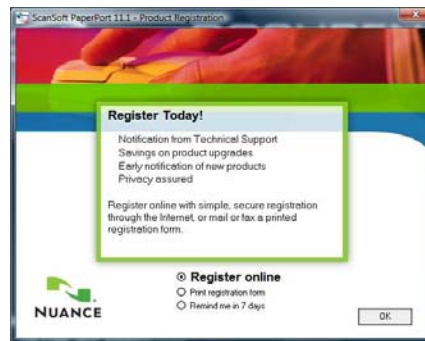 ScanSoft PaperPort 11.1 - Product Registration
Register Today!
Notification from Technical Support
Savings on product upgrades
Early notification of new products
Privacy assured
Register online with simple, secure registration
through the Internet, or mail or fax a printed
registration form.
Register online
Print registration form
Remind me in 7 days
NUANCE
OK